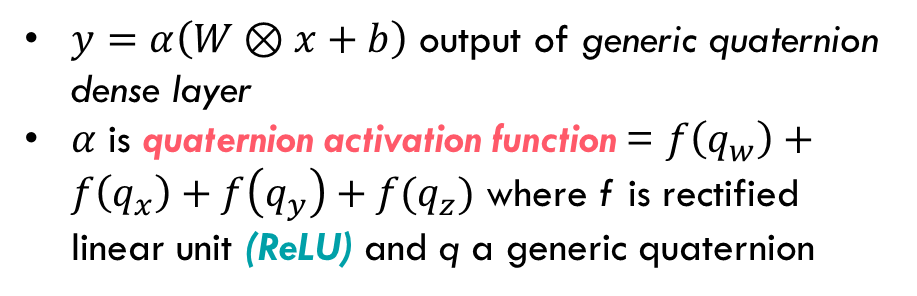 • y = α(W ⊗ x + b) output of generic quaternion
dense layer
• α is quaternion activation function = f(q_w) +
f(q_x) + f(q_y) + f(q_z) where f is rectified
linear unit (ReLU) and q a generic quaternion